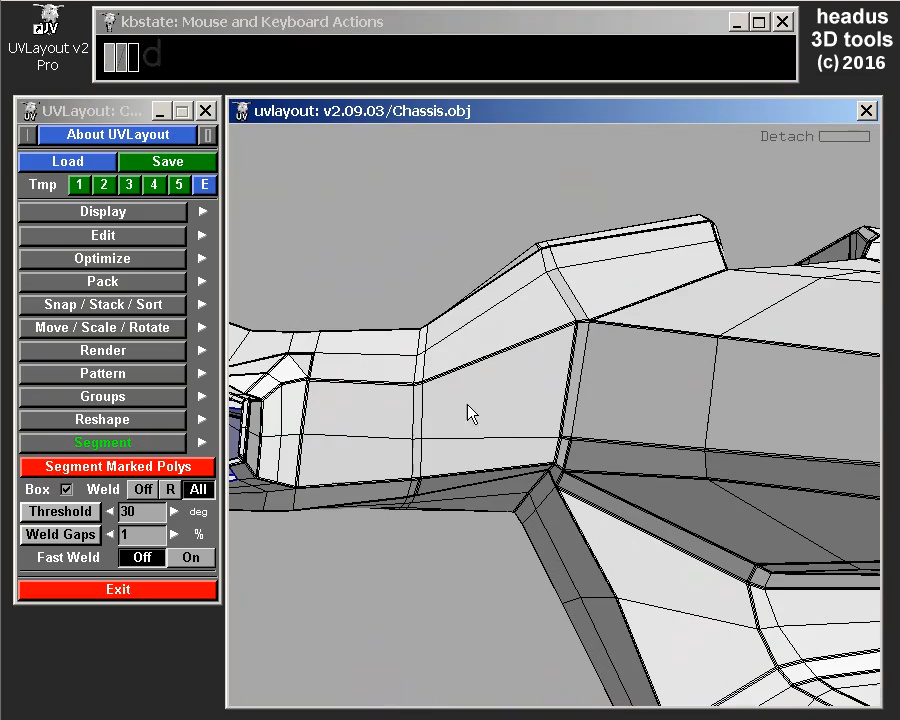 UVLayout v2
Pro
kbstate: Mouse and Keyboard Actions
d
headus
3D tools
(c) 2016
UVLayout: C...
About UVLayout
Load
Save
Tmp 1 2 3 4 5 E
Display
Edit
Optimize
Pack
Snap / Stack / Sort
Move / Scale / Rotate
Render
Pattern
Groups
Reshape
Segment
Segment Marked Polys
Box Weld Off R All
Threshold 30 deg
Weld Gaps 1 %
Fast Weld Off On
Exit
uvlayout: v2.09.03/Chassis.obj
Detach